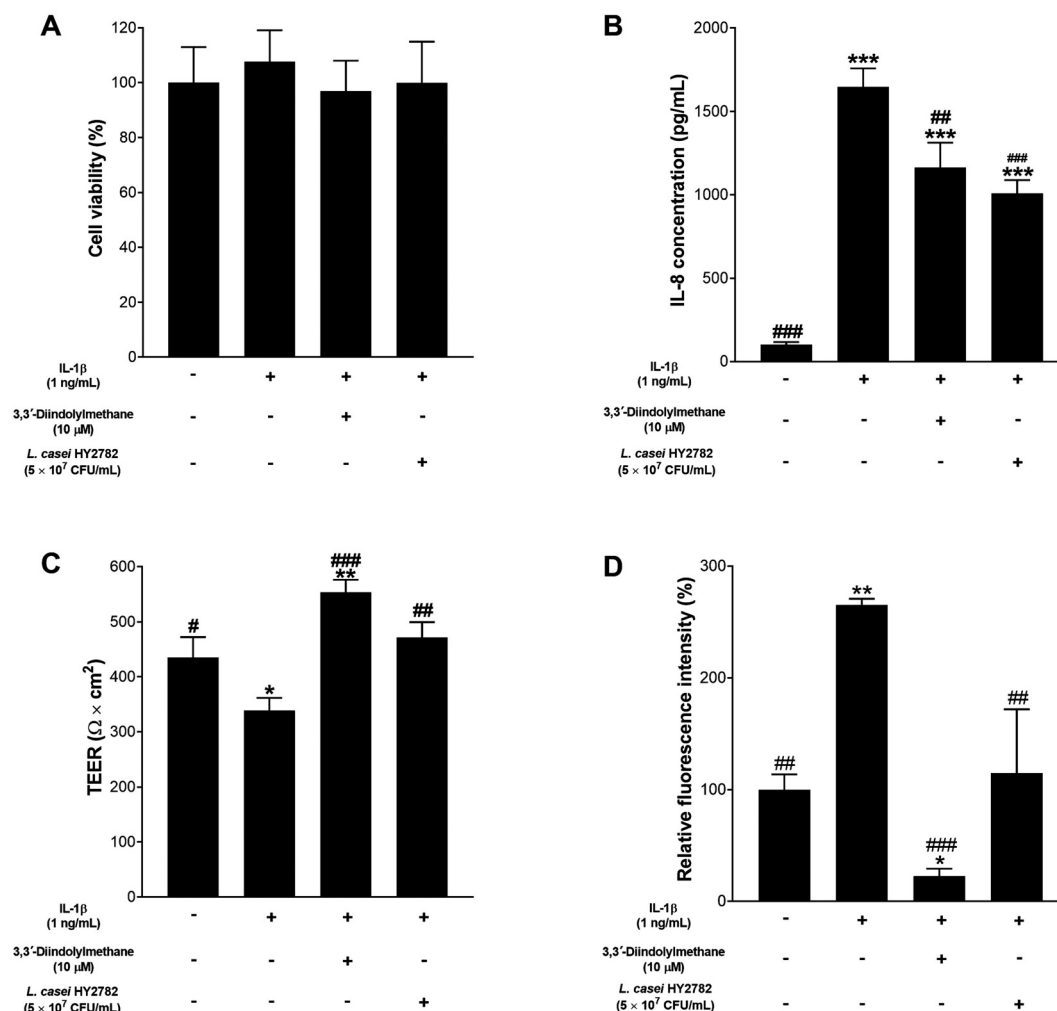 A
Cell viability (%)
120
100
80
60
40
20
0
IL-1β
(1 ng/mL)
- + + +
3,3′-Diindolylmethane
(10 μM)
- - + -
L. casei HY2782
(5 × 10⁷ CFU/mL)
- - - +
B
IL-8 concentration (pg/mL)
2000
1500
1000
500
0
###
***
##
***
###
***
IL-1β
(1 ng/mL)
- + + +
3,3′-Diindolylmethane
(10 μM)
- - + -
L. casei HY2782
(5 × 10⁷ CFU/mL)
- - - +
C
TEER (Ω × cm²)
600
500
400
300
200
100
0
#
*
###
**
##
IL-1β
(1 ng/mL)
- + + +
3,3′-Diindolylmethane
(10 μM)
- - + -
L. casei HY2782
(5 × 10⁷ CFU/mL)
- - - +
D
Relative fluorescence intensity (%)
300
200
100
0
##
**
###
*
##
IL-1β
(1 ng/mL)
- + + +
3,3′-Diindolylmethane
(10 μM)
- - + -
L. casei HY2782
(5 × 10⁷ CFU/mL)
- - - +